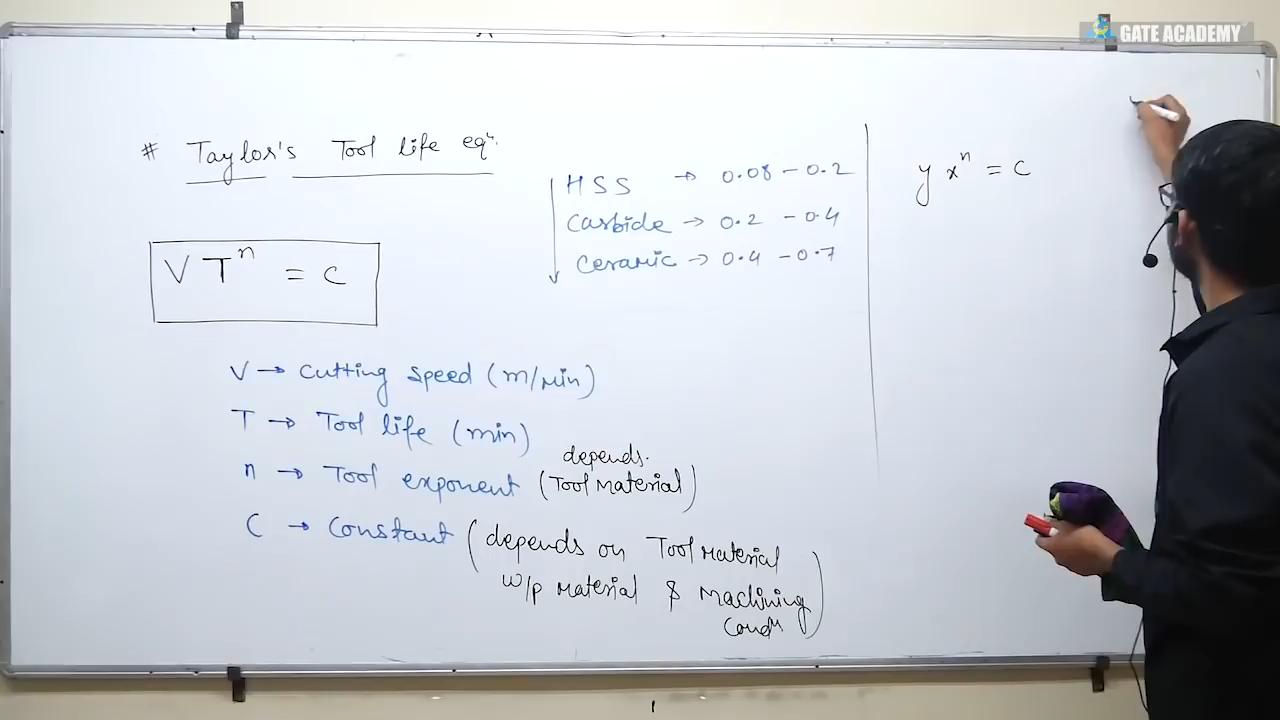 GATE ACADEMY
# Taylor's Tool life eqⁿ.
V Tⁿ = C
HSS → 0.08 - 0.2
Carbide → 0.2 - 0.4
Ceramic → 0.4 - 0.7
V → Cutting speed (m/min)
T → Tool life (min)
n → Tool exponent (depends. Tool Material)
C → Constant (depends on Tool Material
w/p material & Machining
Condⁿ)
y xⁿ = C